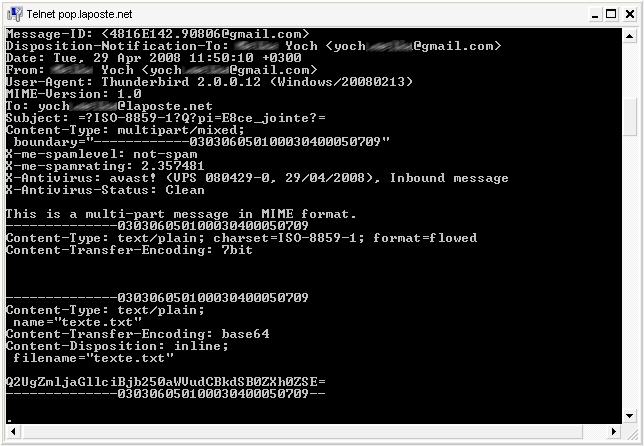 Telnet pop.laposte.net
Message-ID: <4816E142.90806@gmail.com>
Disposition-Notification-To: Yoch <yoch @gmail.com>
Date: Tue, 29 Apr 2008 11:50:10 +0300
From: Yoch <yoch @gmail.com>
User-Agent: Thunderbird 2.0.0.12 (Windows/20080213)
MIME-Version: 1.0
To: yoch @laposte.net
Subject: =?ISO-8859-1?Q?pi=E8ce_jointe?=
Content-Type: multipart/mixed;
boundary="------------030306050100030400050709"
X-me-spamlevel: not-spam
X-me-spamrating: 2.357481
X-Antivirus: avast! (VPS 080429-0, 29/04/2008), Inbound message
X-Antivirus-Status: Clean
This is a multi-part message in MIME format.
--------------030306050100030400050709
Content-Type: text/plain; charset=ISO-8859-1; format=flowed
Content-Transfer-Encoding: 7bit
--------------030306050100030400050709
Content-Type: text/plain;
name="texte.txt"
Content-Transfer-Encoding: base64
Content-Disposition: inline;
filename="texte.txt"
Q2UgZmljaGllciBjb250aWVudCBkdSB0ZXh0ZSE=
--------------030306050100030400050709--